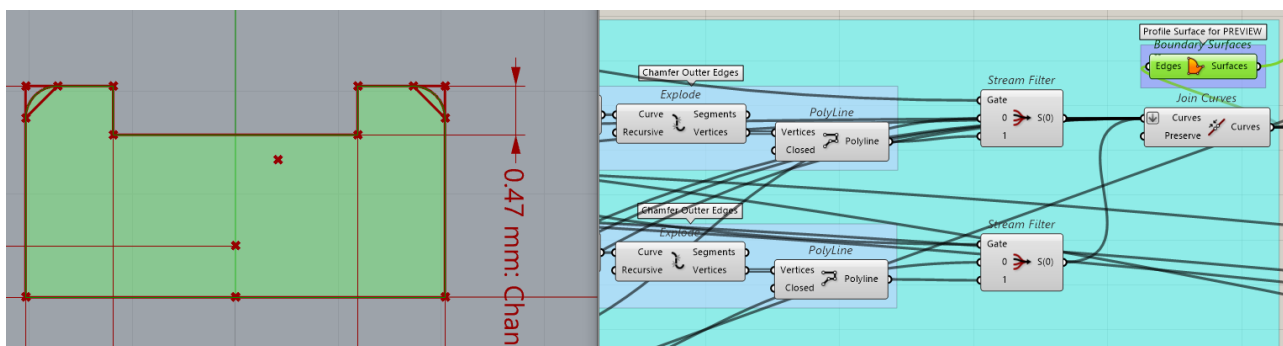 0.47 mm: Chan
Profile Surface for PREVIEW
Boundary Surfaces
Edges Surfaces
Chamfer Outter Edges
Explode
Curve Segments
Recursive Vertices
PolyLine
Vertices Polyline
Closed
Stream Filter
Gate
0 S(0)
1
Join Curves
Curves Curves
Preserve
Chamfer Outter Edges
Explode
Curve Segments
Recursive Vertices
PolyLine
Vertices Polyline
Closed
Stream Filter
Gate
0 S(0)
1